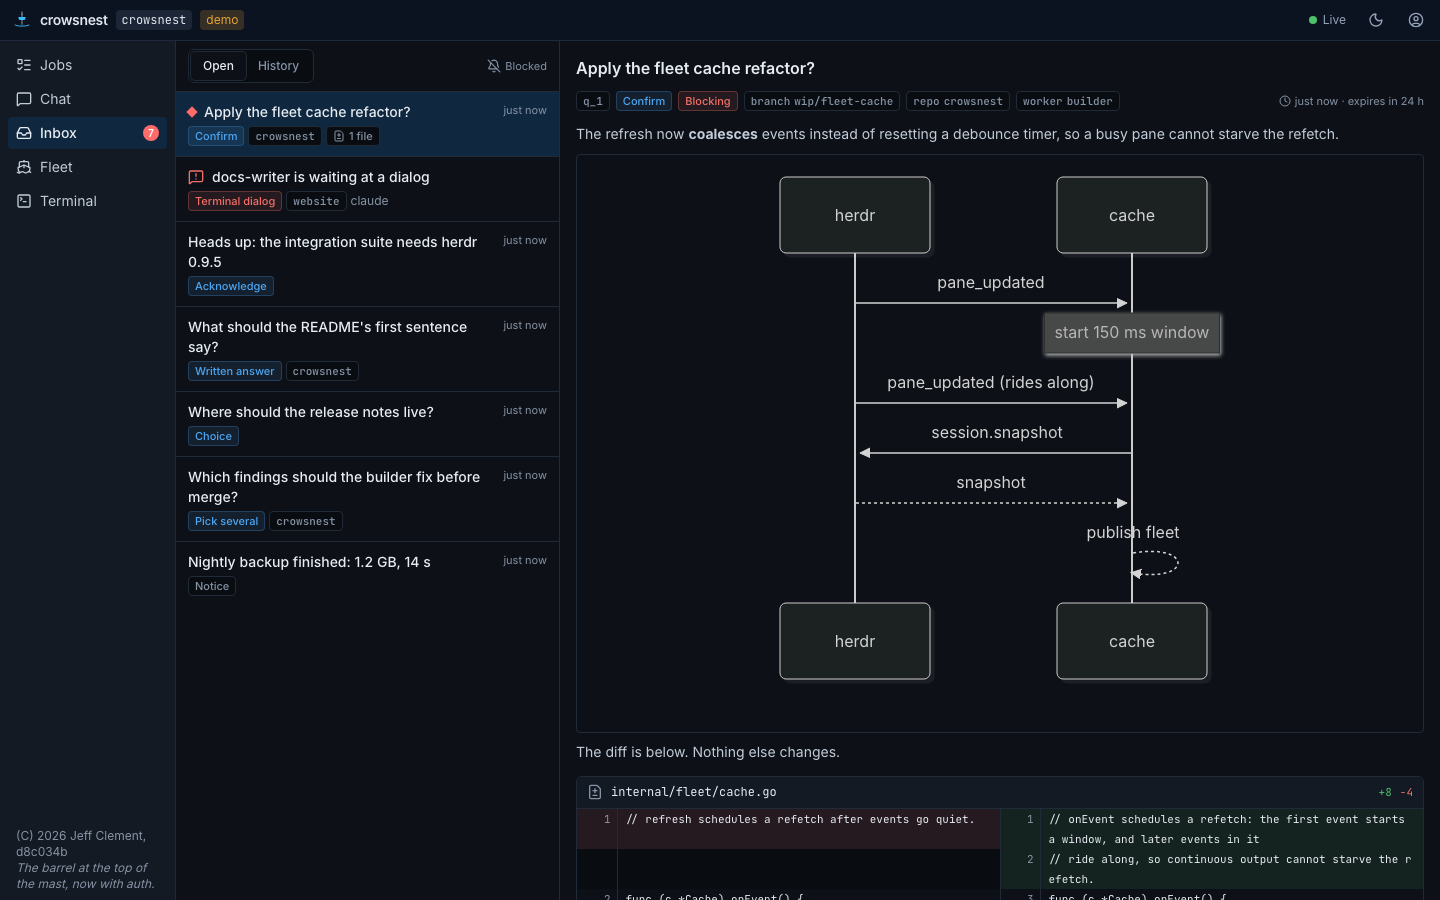 crowsnest crowsnest demo
Live
Jobs
Chat
Inbox 7
Fleet
Terminal
(C) 2026 Jeff Clement,
d8c034b
The barrel at the top of
the mast, now with auth.
Open History Blocked
Apply the fleet cache refactor? just now
Confirm crowsnest 1 file
docs-writer is waiting at a dialog
Terminal dialog website claude
Heads up: the integration suite needs herdr just now
0.9.5
Acknowledge
What should the README's first sentence just now
say?
Written answer crowsnest
Where should the release notes live? just now
Choice
Which findings should the builder fix before just now
merge?
Pick several crowsnest
Nightly backup finished: 1.2 GB, 14 s just now
Notice
Apply the fleet cache refactor?
q_1 Confirm Blocking branch wip/fleet-cache repo crowsnest worker builder just now · expires in 24 h
The refresh now coalesces events instead of resetting a debounce timer, so a busy pane cannot starve the refetch.
herdr cache
pane_updated
start 150 ms window
pane_updated (rides along)
session.snapshot
snapshot
publish fleet
herdr cache
The diff is below. Nothing else changes.
internal/fleet/cache.go +8 -4
1 // refresh schedules a refetch after events go quiet.
1 // onEvent schedules a refetch: the first event starts
a window, and later events in it
2 // ride along, so continuous output cannot starve the r
efetch.
2 func (c *Cache) onEvent() {
3 func (c *Cache) onEvent() {